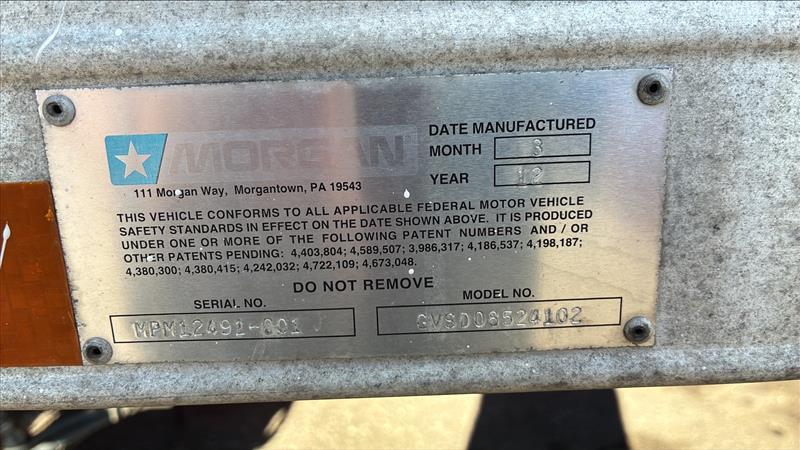 MORGAN
111 Morgan Way, Morgantown, PA 19543
DATE MANUFACTURED
MONTH 3
YEAR 12
THIS VEHICLE CONFORMS TO ALL APPLICABLE FEDERAL MOTOR VEHICLE
SAFETY STANDARDS IN EFFECT ON THE DATE SHOWN ABOVE. IT IS PRODUCED
UNDER ONE OR MORE OF THE FOLLOWING PATENT NUMBERS AND / OR
OTHER PATENTS PENDING: 4,403,804; 4,589,507; 3,986,317; 4,186,537; 4,198,187;
4,380,300; 4,380,415; 4,242,032; 4,722,109; 4,673,048.
DO NOT REMOVE
SERIAL NO.
MPM12491-001
MODEL NO.
GVSD08524102